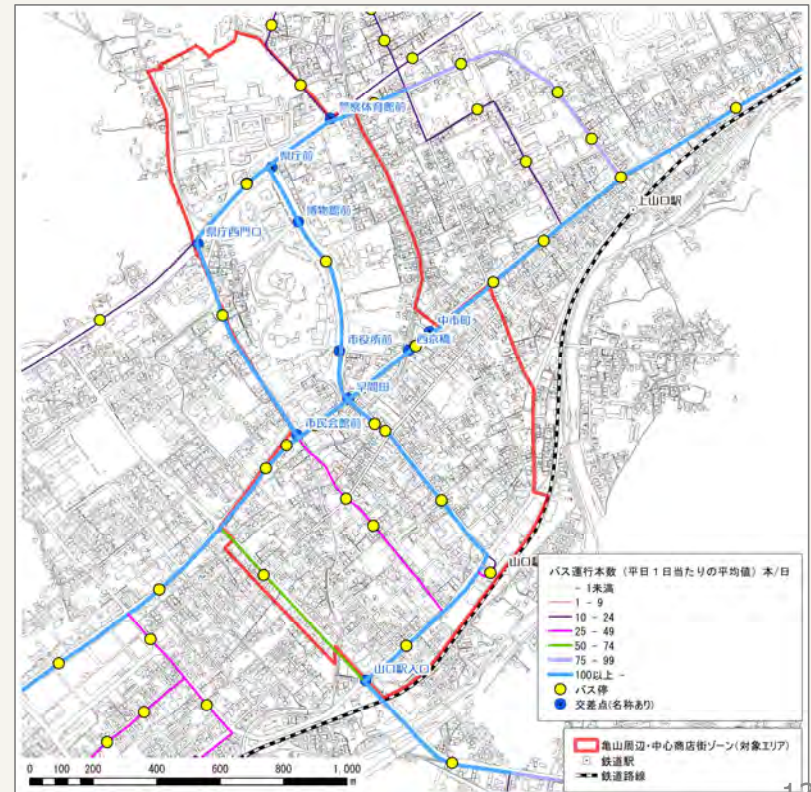 警察体育館前
県庁前
博物館前
県庁西門口
上山口駅
中市町
西京橋
市役所前
早間田
市民会館前
山口駅
山口駅入口
バス運行本数（平日１日当たりの平均値）本/日
- 1未満
1 - 9
10 - 24
25 - 49
50 - 74
75 - 99
100以上 -
バス停
交差点(名称あり)
亀山周辺・中心商店街ゾーン(対象エリア)
鉄道駅
鉄道路線
0 100 200 400 600 800 1,000
m